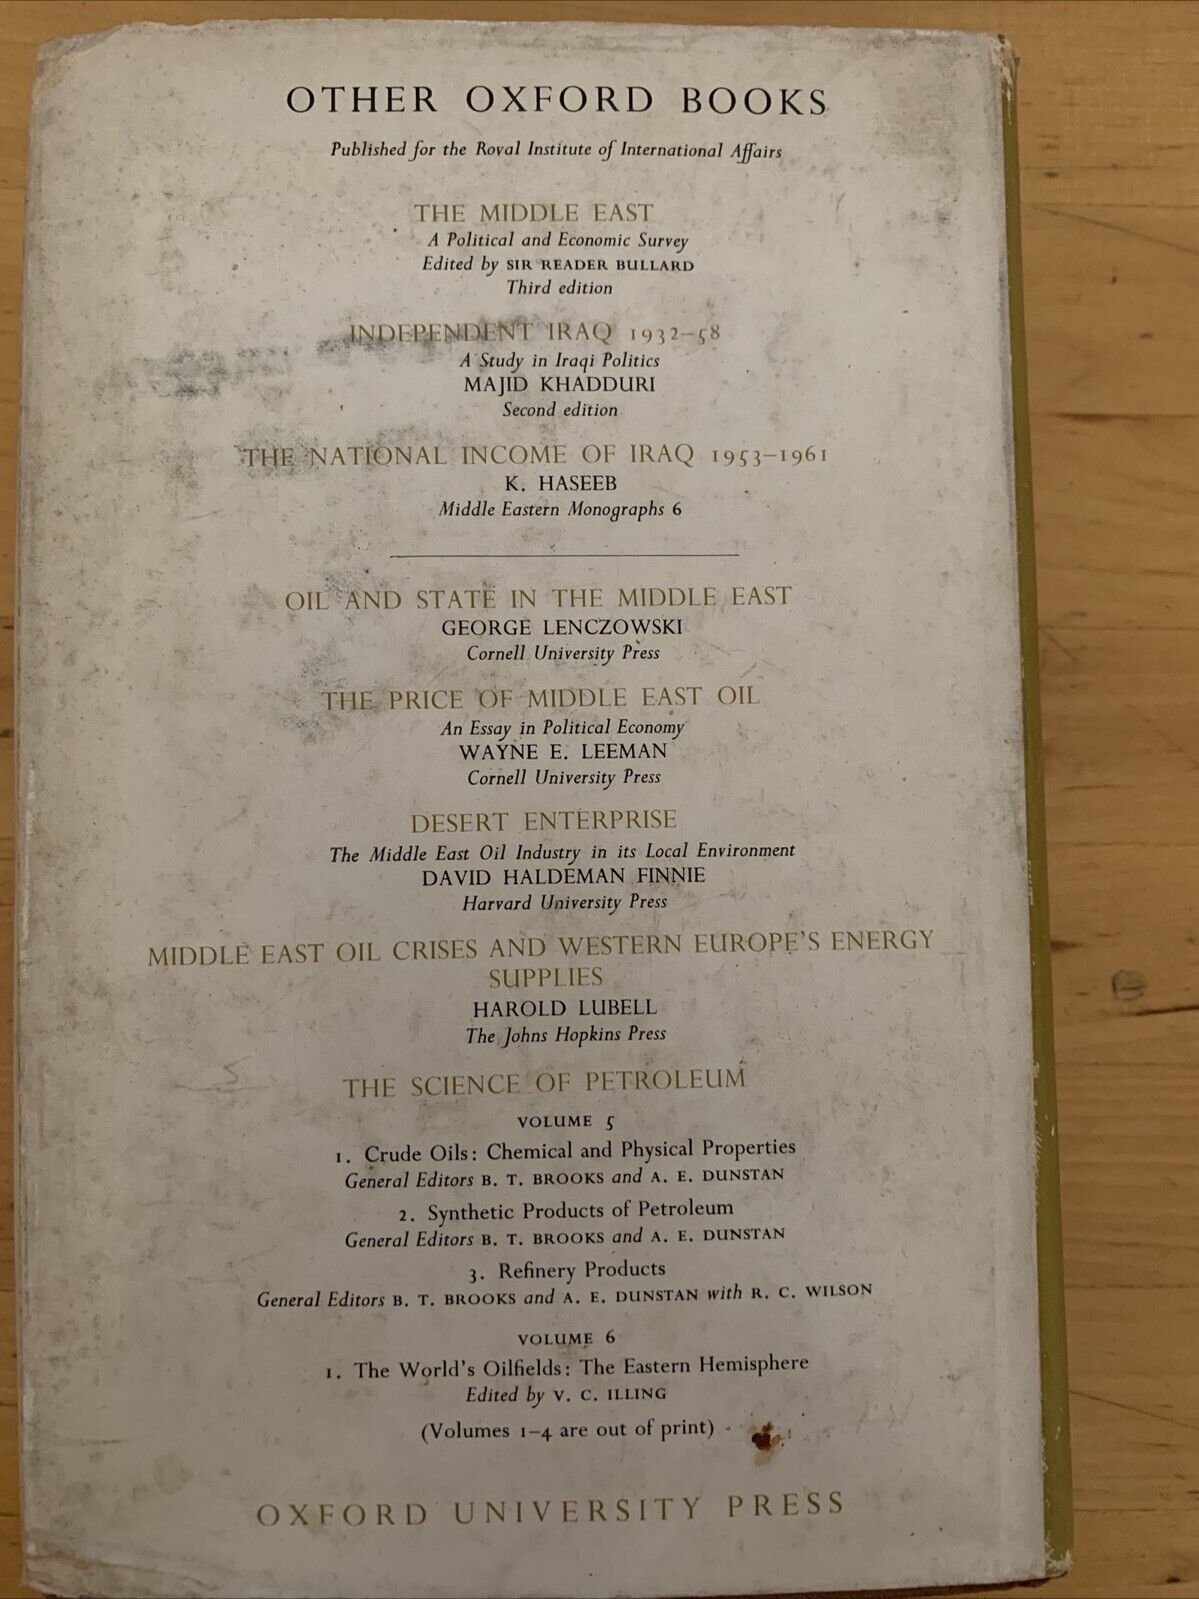 OTHER OXFORD BOOKS
Published for the Royal Institute of International Affairs
THE MIDDLE EAST
A Political and Economic Survey
Edited by SIR READER BULLARD
Third edition
INDEPENDENT IRAQ 1932–58
A Study in Iraqi Politics
MAJID KHADDURI
Second edition
THE NATIONAL INCOME OF IRAQ 1953–1961
K. HASEEB
Middle Eastern Monographs 6
OIL AND STATE IN THE MIDDLE EAST
GEORGE LENCZOWSKI
Cornell University Press
THE PRICE OF MIDDLE EAST OIL
An Essay in Political Economy
WAYNE E. LEEMAN
Cornell University Press
DESERT ENTERPRISE
The Middle East Oil Industry in its Local Environment
DAVID HALDEMAN FINNIE
Harvard University Press
MIDDLE EAST OIL CRISES AND WESTERN EUROPE'S ENERGY
SUPPLIES
HAROLD LUBELL
The Johns Hopkins Press
THE SCIENCE OF PETROLEUM
VOLUME 5
1. Crude Oils: Chemical and Physical Properties
General Editors B. T. BROOKS and A. E. DUNSTAN
2. Synthetic Products of Petroleum
General Editors B. T. BROOKS and A. E. DUNSTAN
3. Refinery Products
General Editors B. T. BROOKS and A. E. DUNSTAN with R. C. WILSON
VOLUME 6
1. The World's Oilfields: The Eastern Hemisphere
Edited by V. C. ILLING
(Volumes 1–4 are out of print)
OXFORD UNIVERSITY PRESS